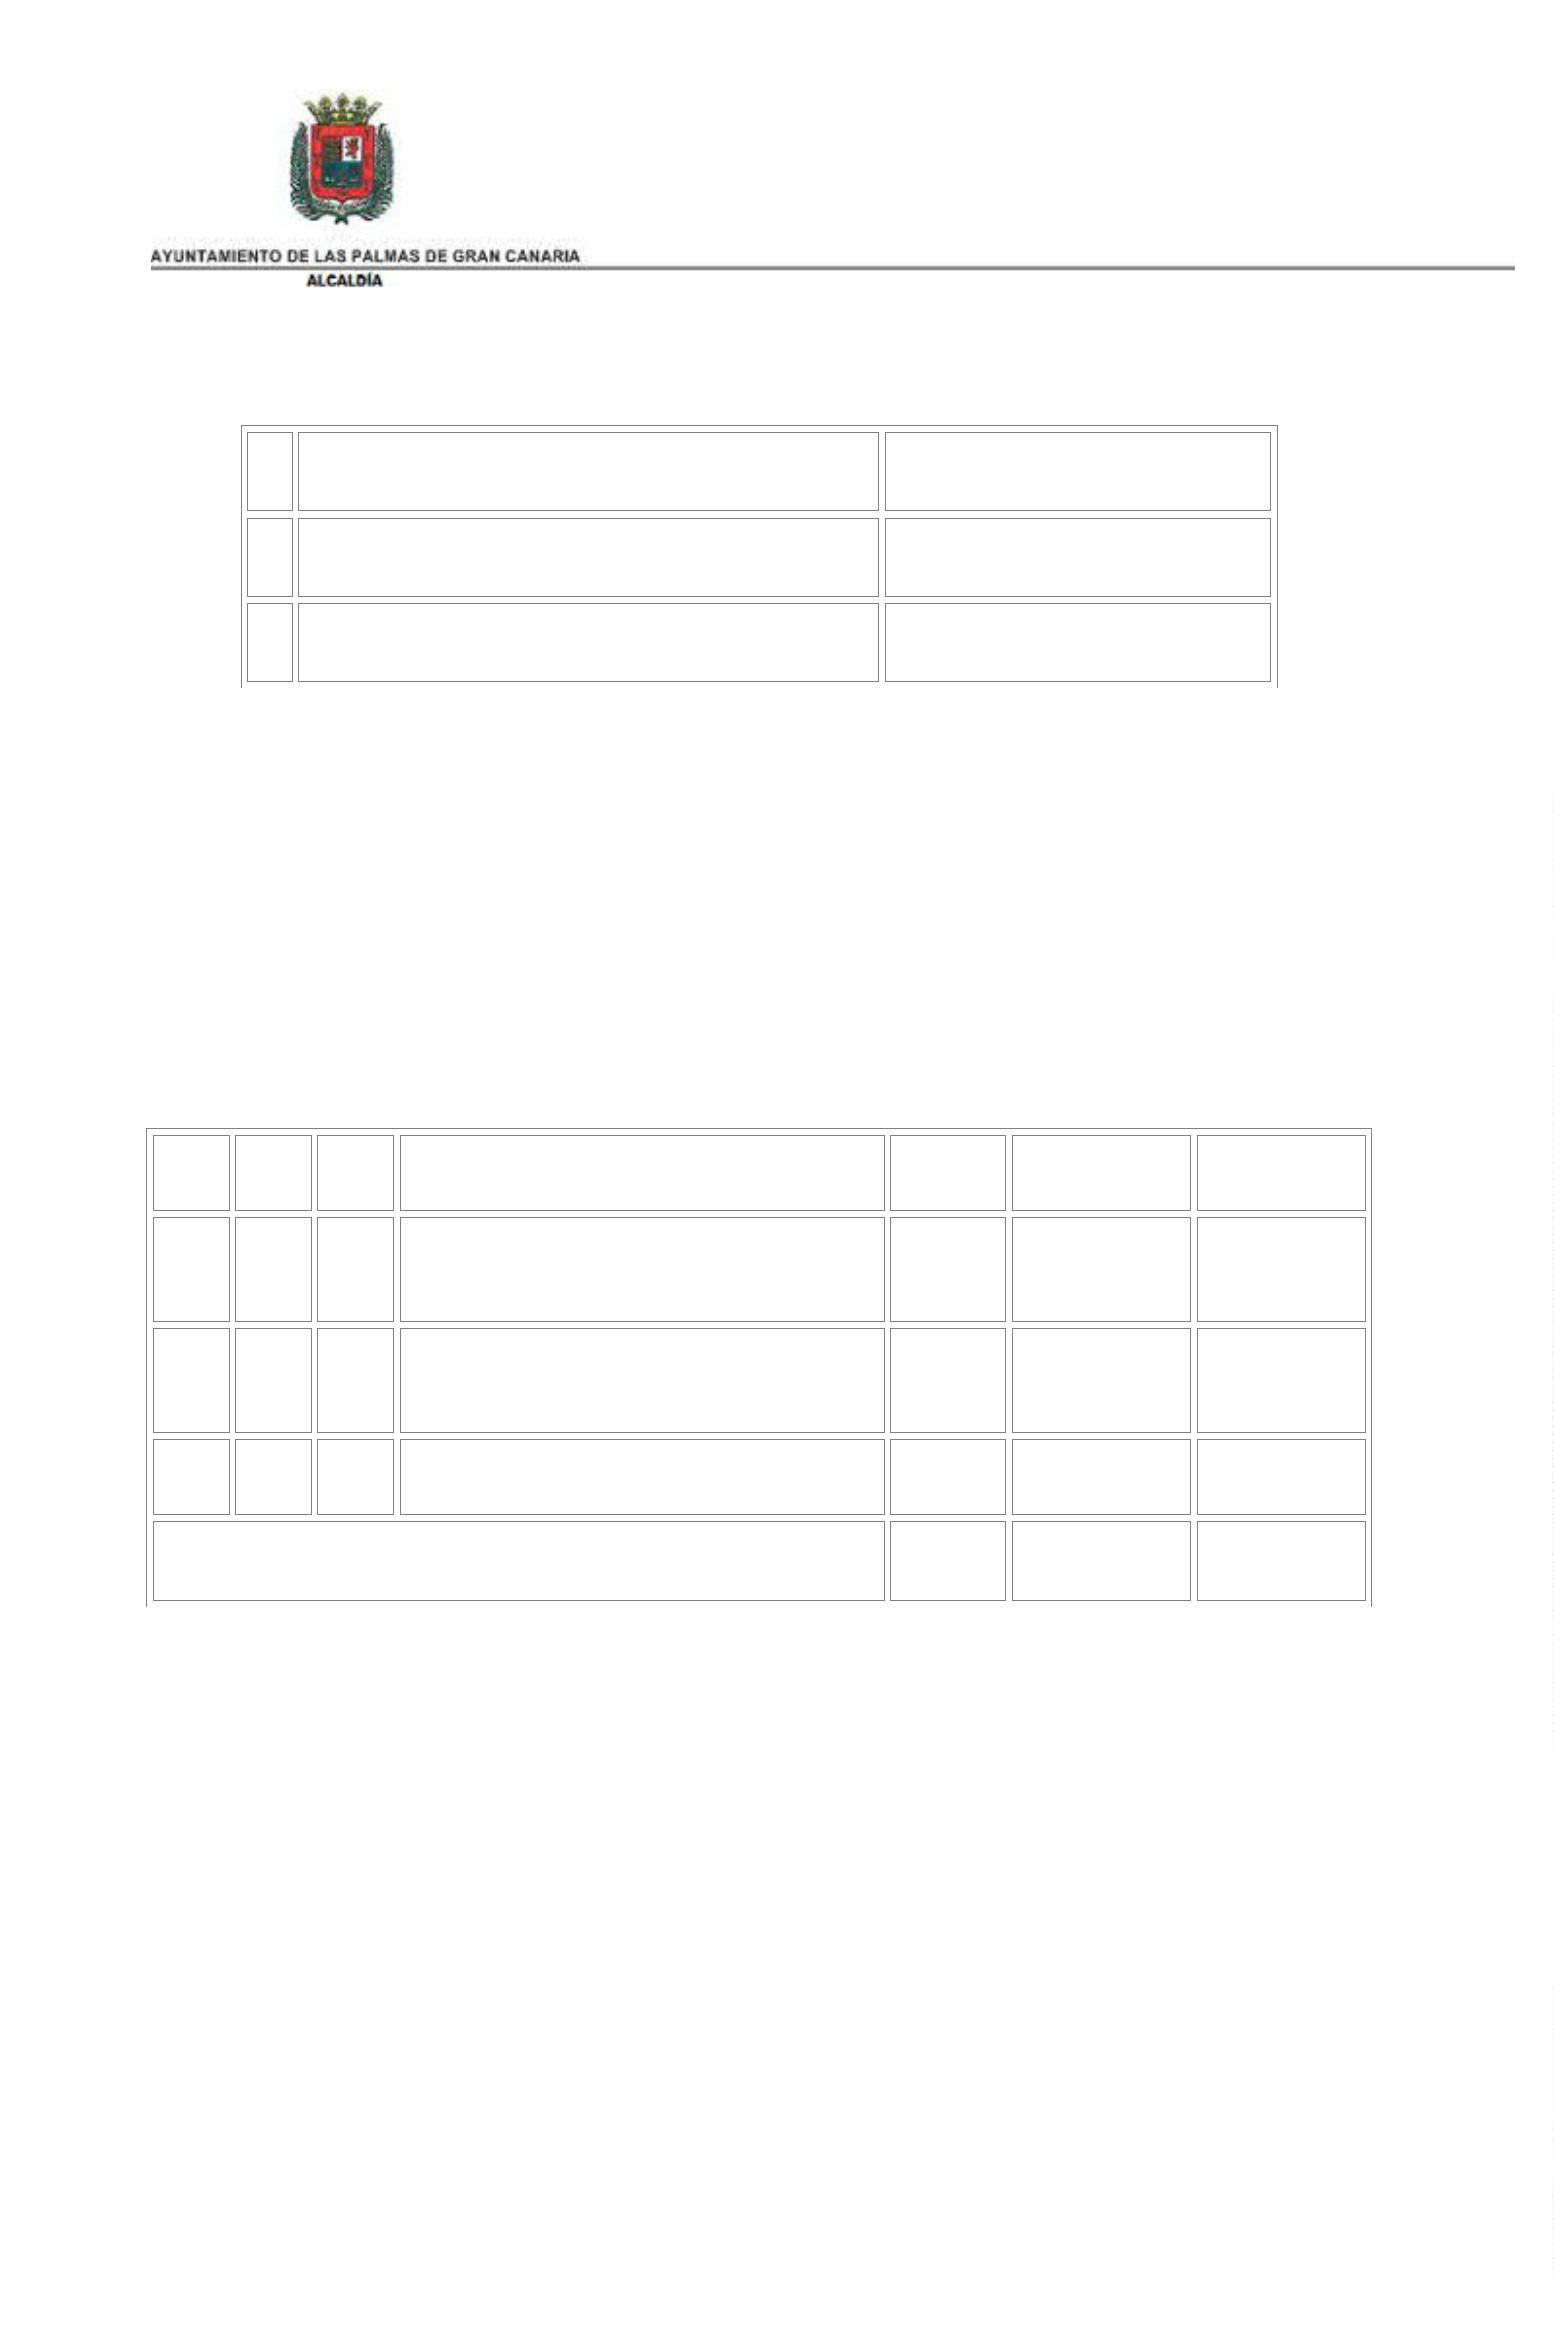 AYUNTAMIENTO DE LAS PALMAS DE GRAN CANARIA
ALCALDÍA